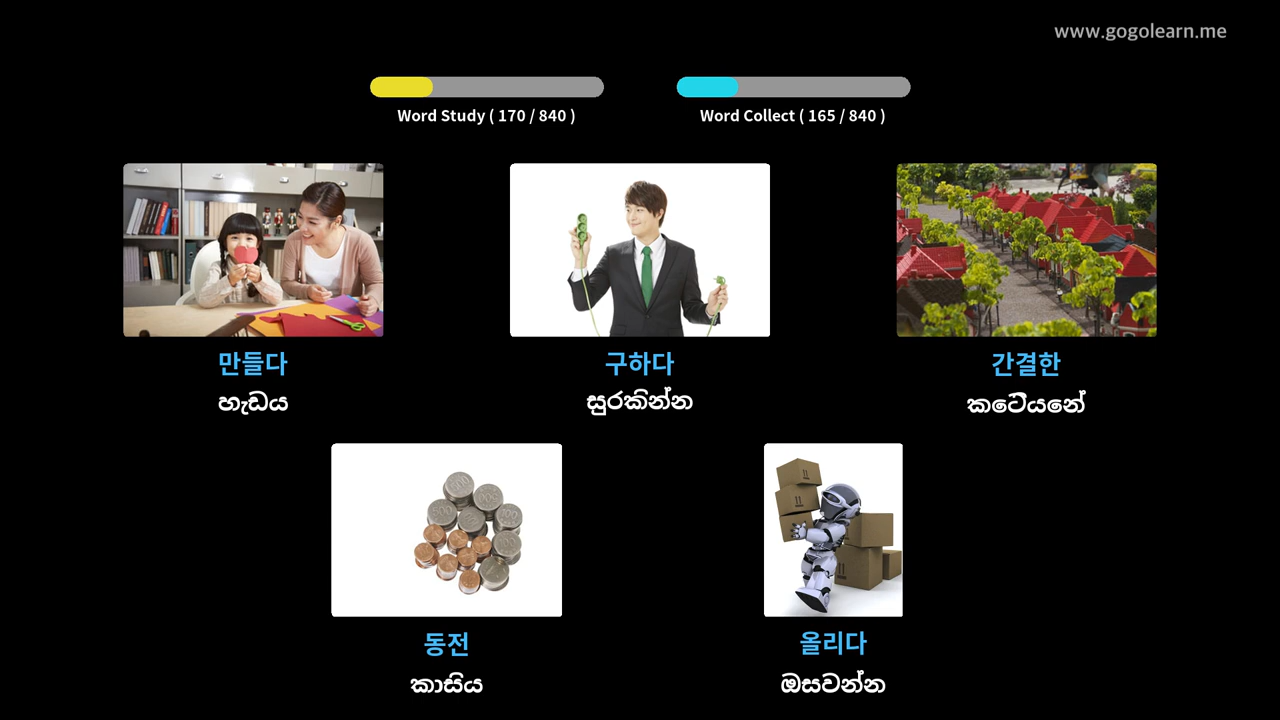 www.gogolearn.me
Word Study ( 170 / 840 )
Word Collect ( 165 / 840 )
만들다
හැඩය
구하다
සුරකින්න
간결한
කටෙියනේ
동전
කාසිය
올리다
ඔසවන්න